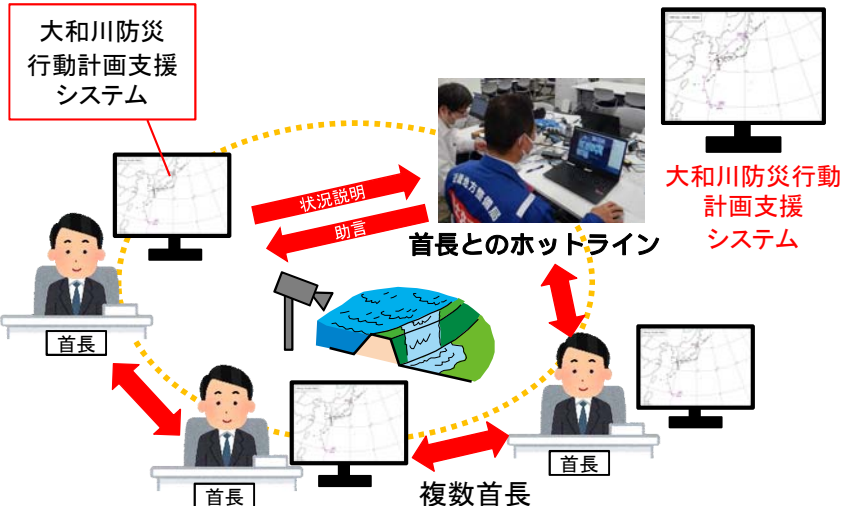 大和川防災
行動計画支援
システム
大和川防災行動
計画支援
システム
状況説明
助言
首長とのホットライン
首長
首長
首長
複数首長